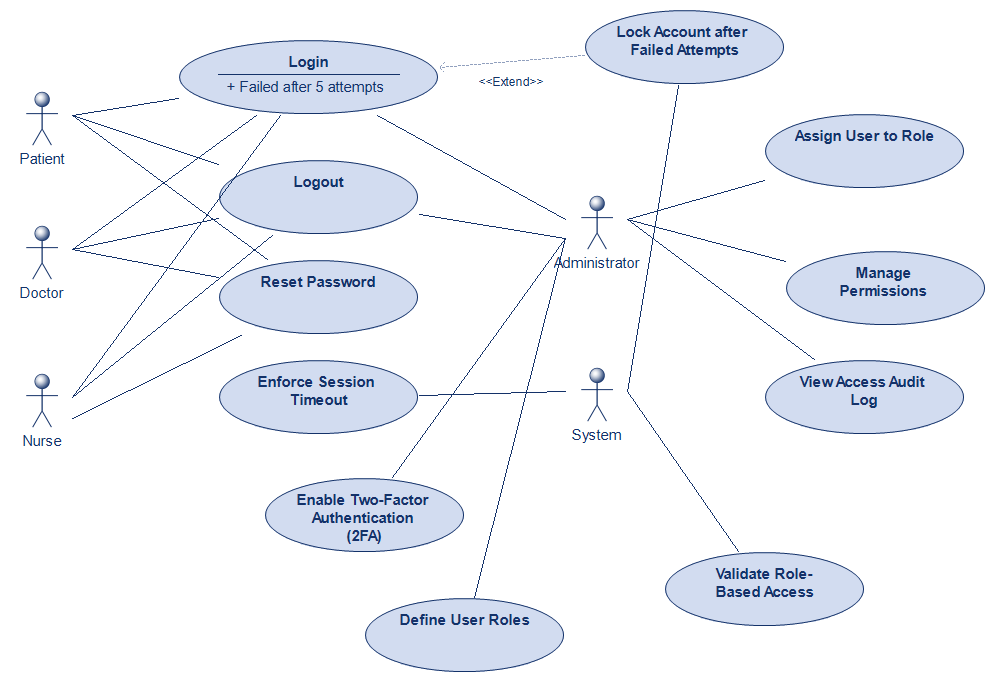 Lock Account after
Failed Attempts
Login
+ Failed after 5 attempts
<<Extend>>
Patient
Assign User to Role
Logout
Administrator
Doctor
Reset Password
Manage
Permissions
Enforce Session
Timeout
View Access Audit
Log
Nurse
System
Enable Two-Factor
Authentication
(2FA)
Validate Role-
Based Access
Define User Roles